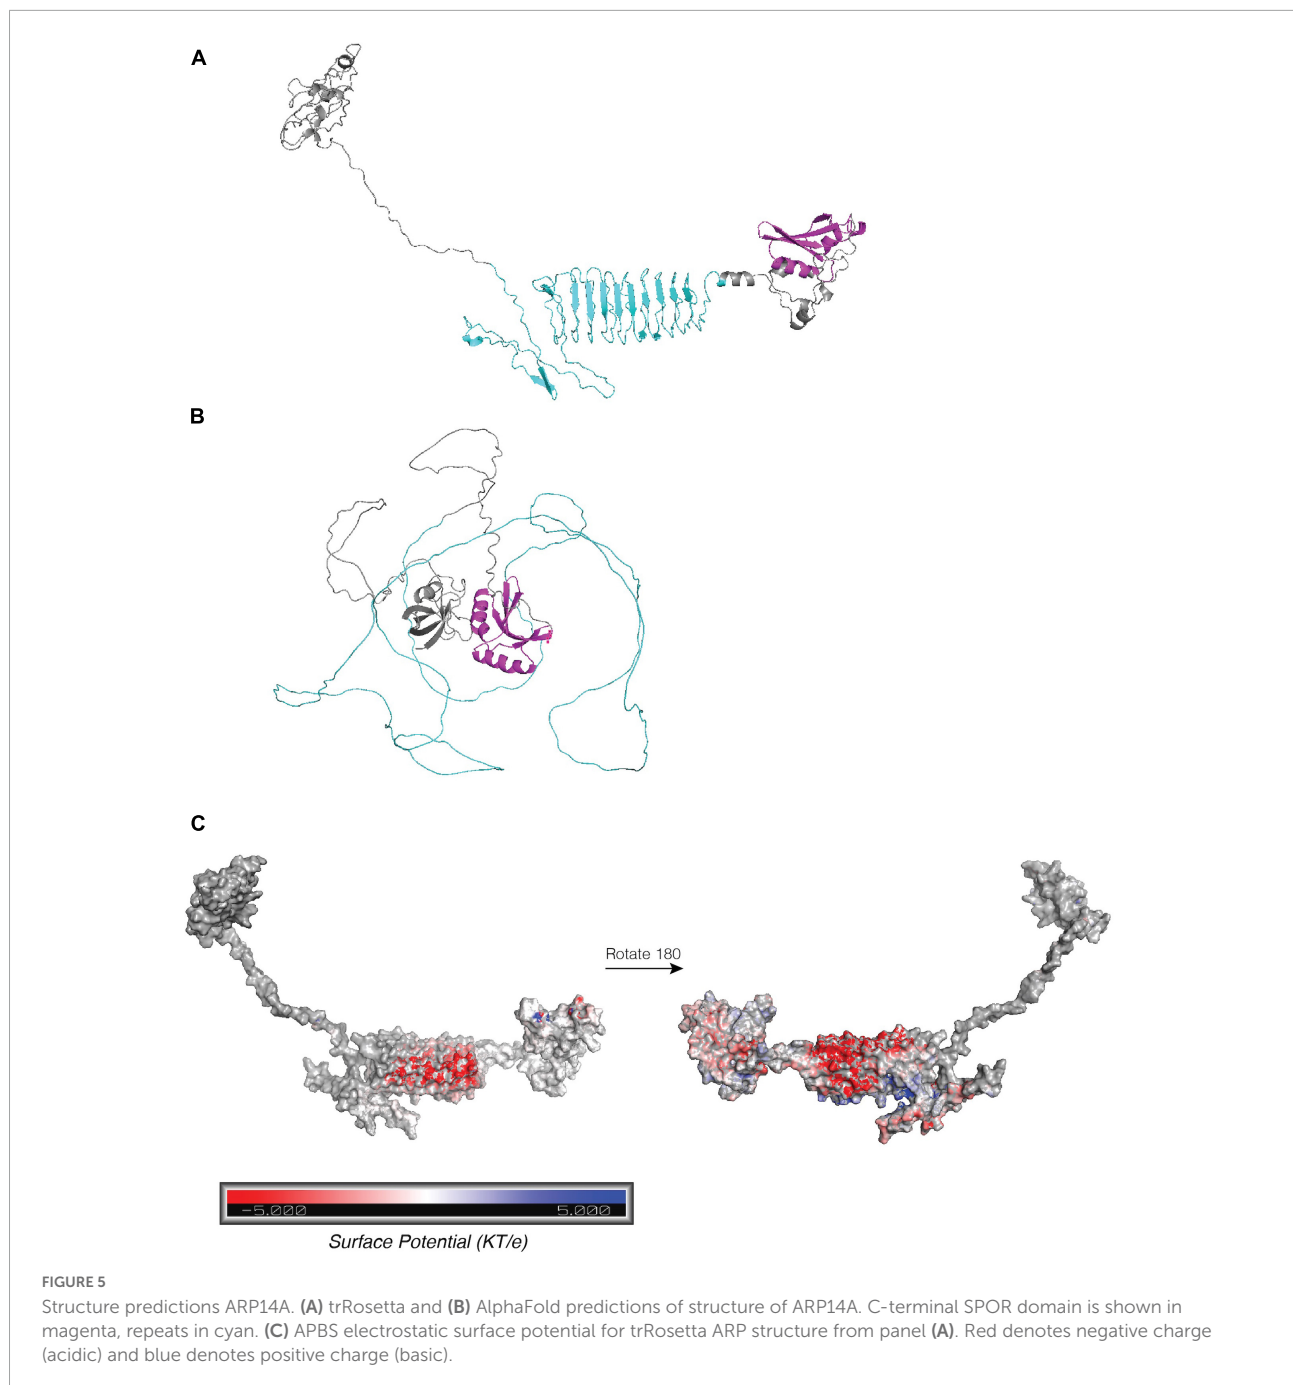 A
B
C
Rotate 180
-5.000 5.000
Surface Potential (KT/e)
FIGURE 5
Structure predictions ARP14A. (A) trRosetta and (B) AlphaFold predictions of structure of ARP14A. C-terminal SPOR domain is shown in
magenta, repeats in cyan. (C) APBS electrostatic surface potential for trRosetta ARP structure from panel (A). Red denotes negative charge
(acidic) and blue denotes positive charge (basic).